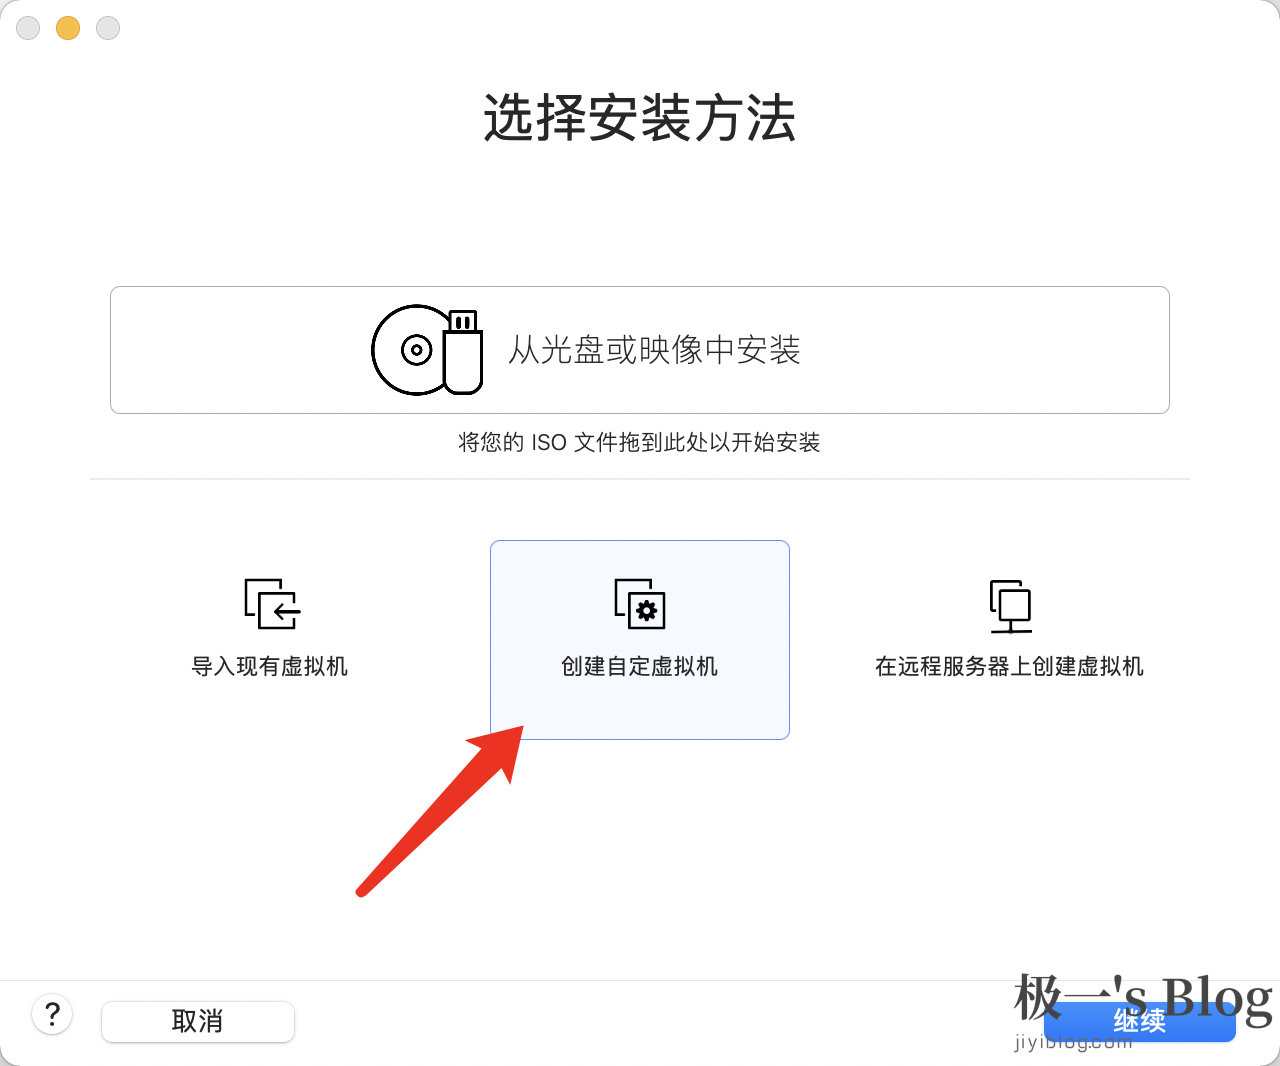 选择安装方法
从光盘或映像中安装
将您的 ISO 文件拖到此处以开始安装
导入现有虚拟机
创建自定虚拟机
在远程服务器上创建虚拟机
?
取消
继续
极一's Blog
jiyiblog.com